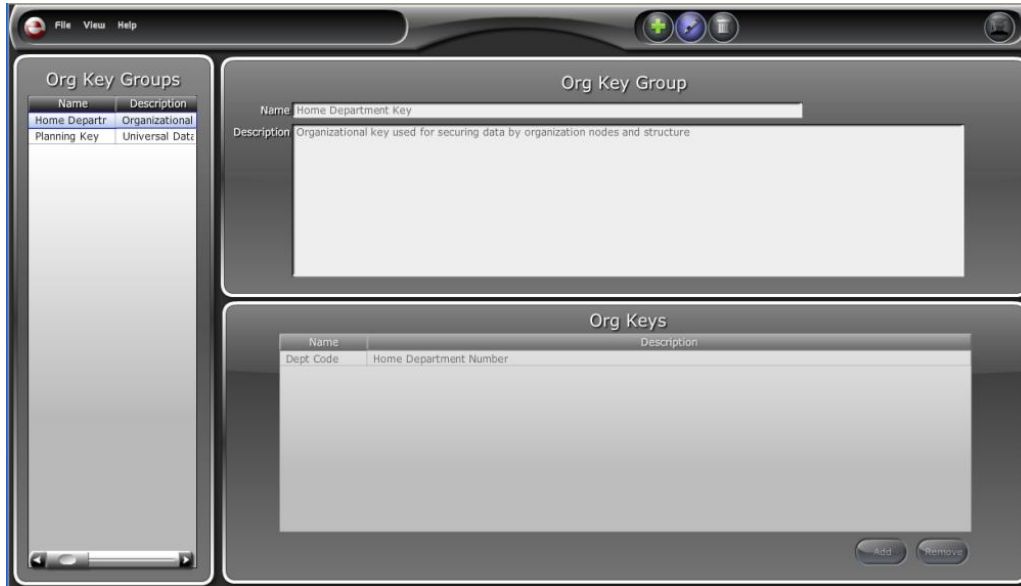 File View Help
Org Key Groups
Name Description
Home Departr Organizational
Planning Key Universal Data
Org Key Group
Name Home Department Key
Description Organizational key used for securing data by organization nodes and structure
Org Keys
Name Description
Dept Code Home Department Number
Add Remove